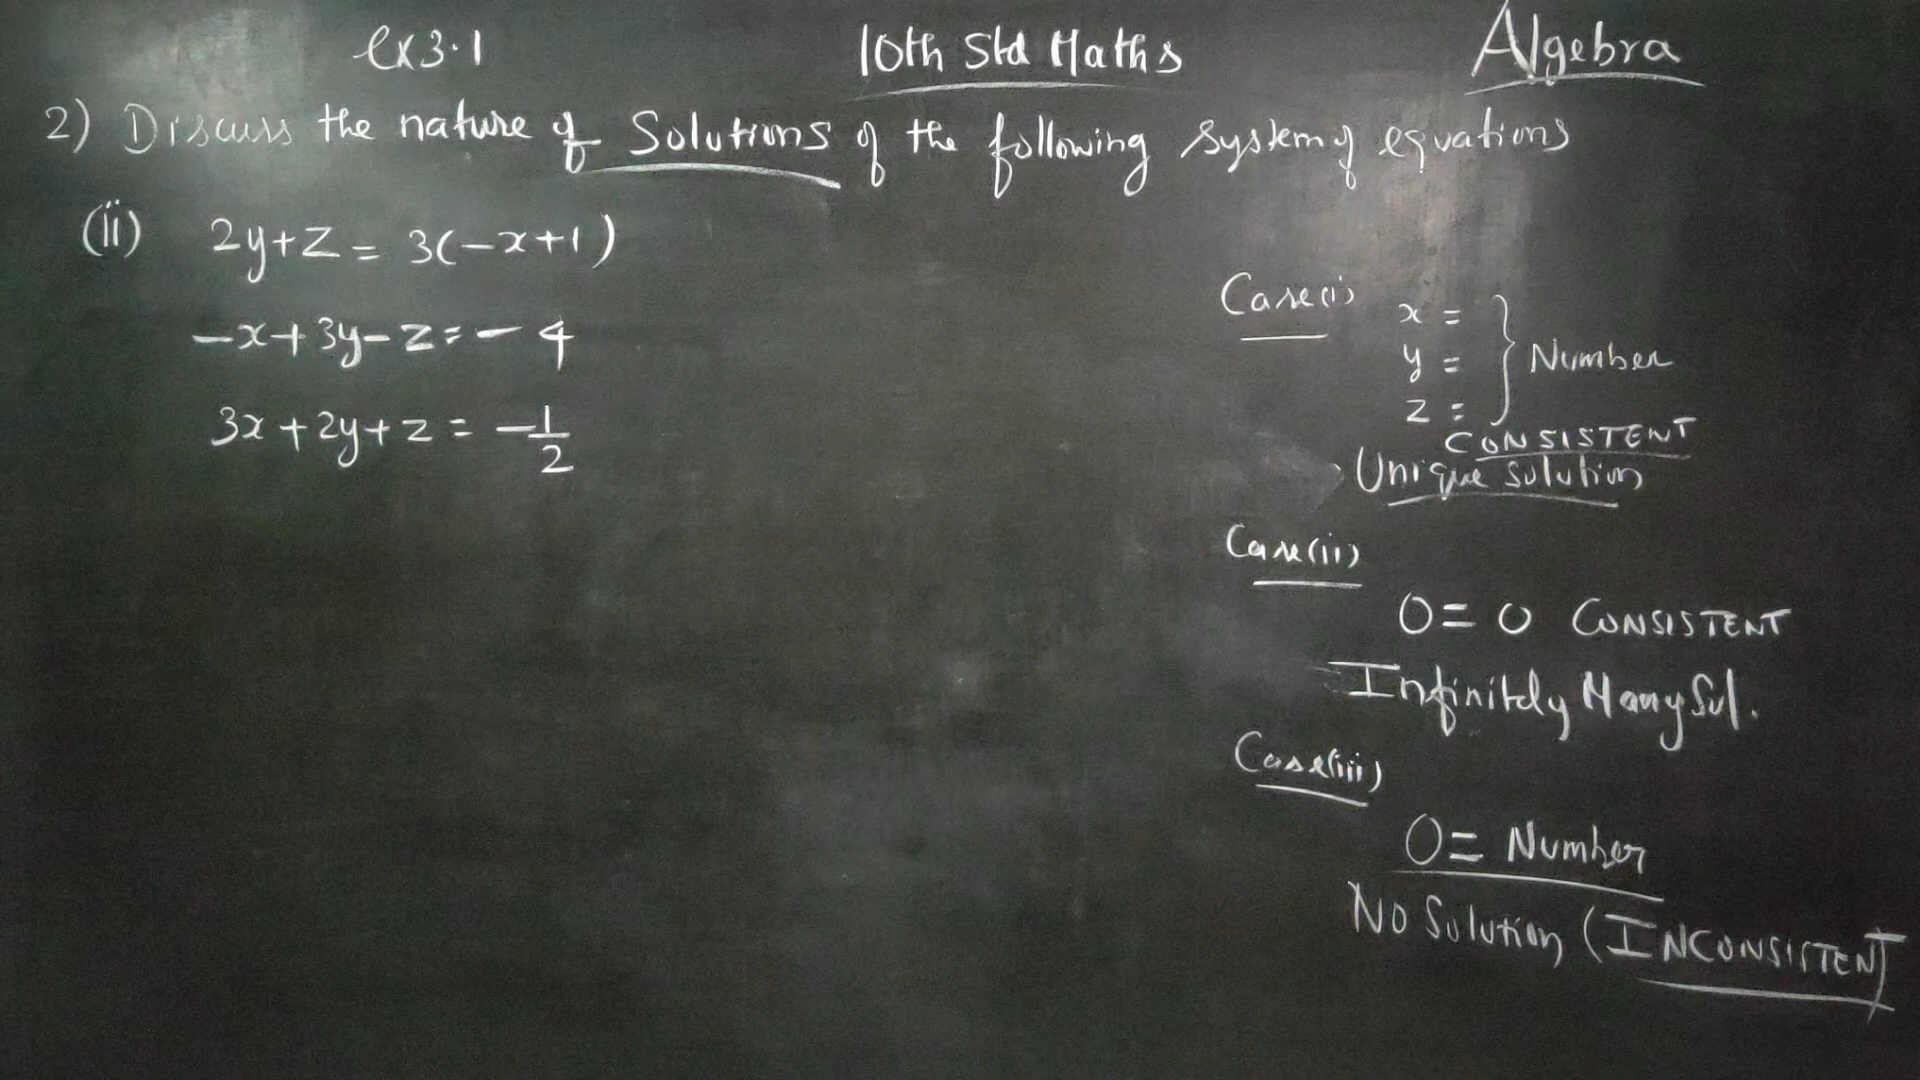 ex3.1 10th Std Maths Algebra
2) Discuss the nature of Solutions of the following system of equations
(ii) 2y+z = 3(-x+1)
-x+3y-z=-4
3x+2y+z = -1/2
Case(i)
x =
y = } Number
z =
CONSISTENT
Unique solution
Case(ii)
0=0 CONSISTENT
Infinitely Many Sol.
Case(iii)
0= Number
No Solution (INCONSISTENT